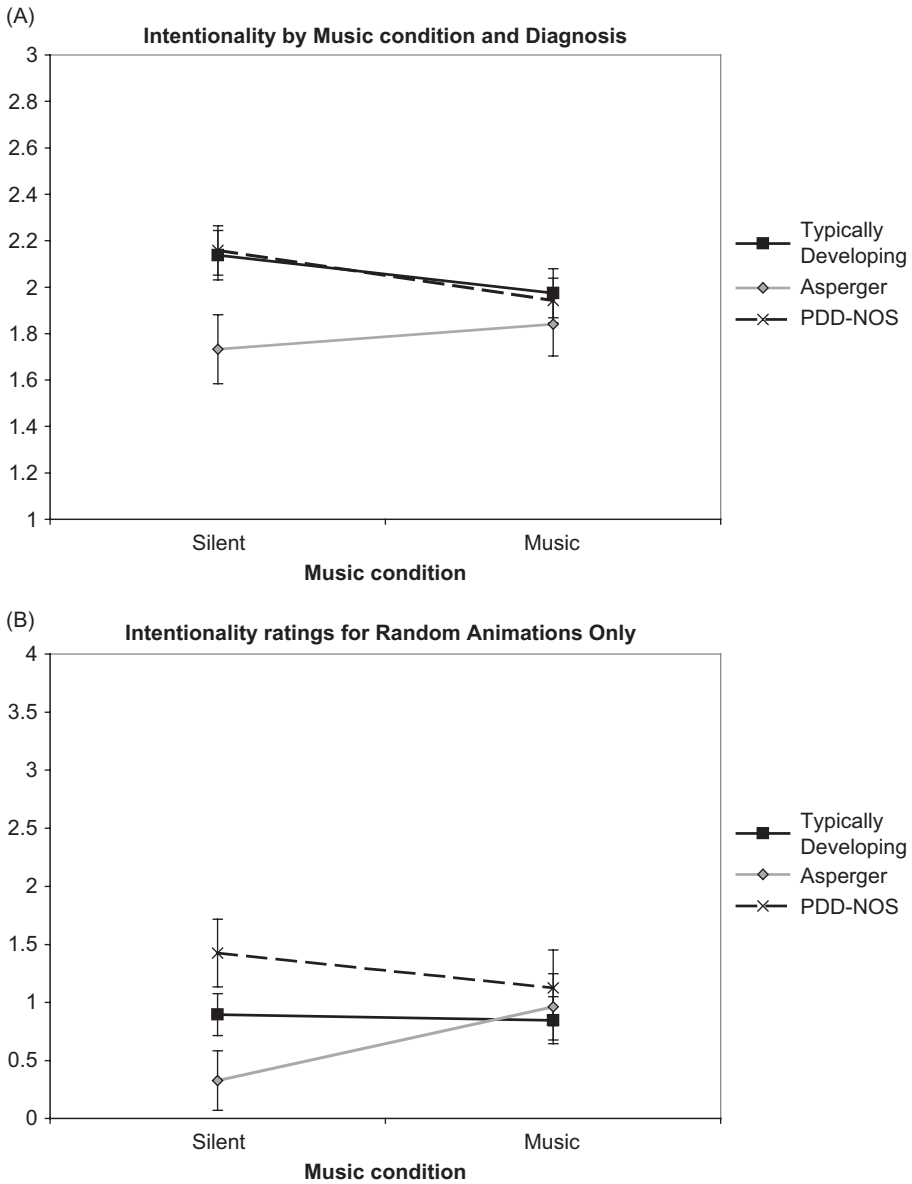 (A)
Intentionality by Music condition and Diagnosis
3
2.8
2.6
2.4
2.2
2
1.8
1.6
1.4
1.2
1
Silent
Music
Music condition
Typically
Developing
Asperger
PDD-NOS
(B)
Intentionality ratings for Random Animations Only
4
3.5
3
2.5
2
1.5
1
0.5
0
Silent
Music
Music condition
Typically
Developing
Asperger
PDD-NOS